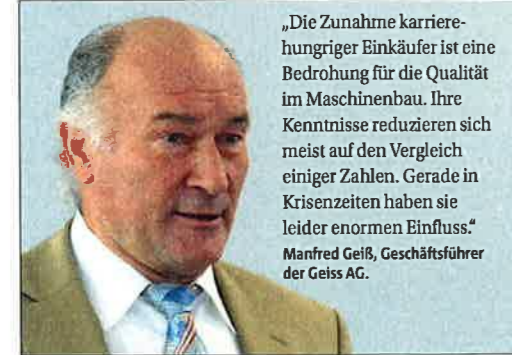 „Die Zunahme karriere-
hungriger Einkäufer ist eine
Bedrohung für die Qualität
im Maschinenbau. Ihre
Kenntnisse reduzieren sich
meist auf den Vergleich
einiger Zahlen. Gerade in
Krisenzeiten haben sie
leider enormen Einfluss.“
Manfred Geiß, Geschäftsführer
der Geiss AG.